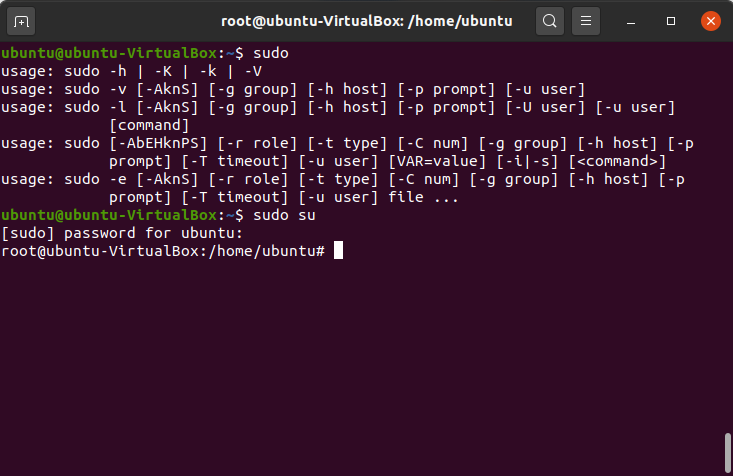 root@ubuntu-VirtualBox: /home/ubuntu
ubuntu@ubuntu-VirtualBox:~$ sudo
usage: sudo -h | -K | -k | -V
usage: sudo -v [-AknS] [-g group] [-h host] [-p prompt] [-u user]
usage: sudo -l [-AknS] [-g group] [-h host] [-p prompt] [-U user] [-u user]
            [command]
usage: sudo [-AbEHknPS] [-r role] [-t type] [-C num] [-g group] [-h host] [-p
            prompt] [-T timeout] [-u user] [VAR=value] [-i|-s] [<command>]
usage: sudo -e [-AknS] [-r role] [-t type] [-C num] [-g group] [-h host] [-p
            prompt] [-T timeout] [-u user] file ...
ubuntu@ubuntu-VirtualBox:~$ sudo su
[sudo] password for ubuntu:
root@ubuntu-VirtualBox:/home/ubuntu#